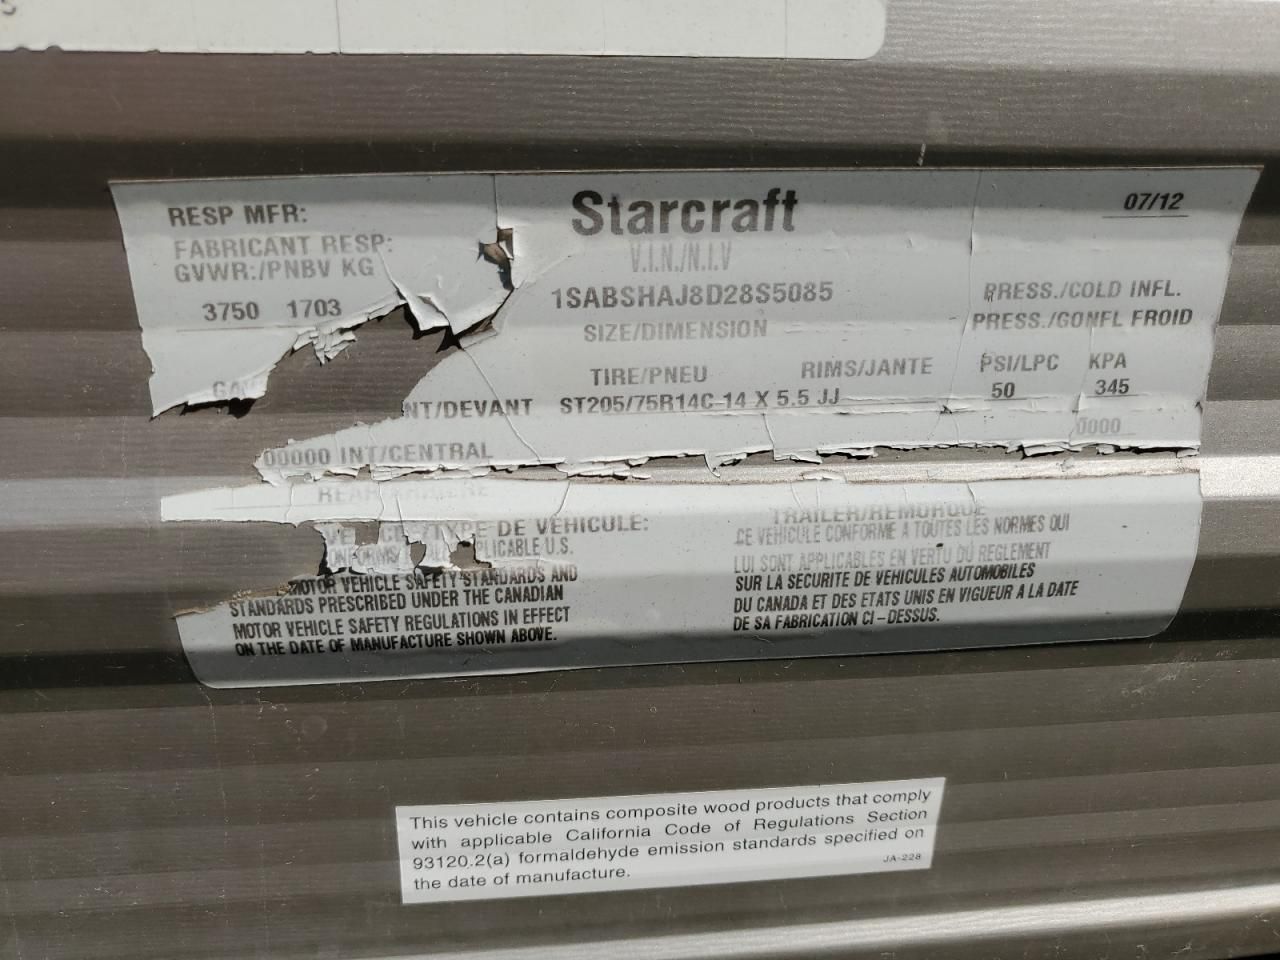 Starcraft
07/12
RESP MFR:
FABRICANT RESP:
GVWR:/PNBV KG
3750 1703
V.I.N./N.I.V
1SABSHAJ8D28S5085
SIZE/DIMENSION
PRESS./COLD INFL.
PRESS./GONFL FROID
TIRE/PNEU RIMS/JANTE PSI/LPC KPA
NT/DEVANT ST205/75R14C 14 X 5.5 JJ 50 345
00000 INT/CENTRAL 0000
REAR/ARRIERE
/TYPE DE VEHICULE: TRAILER/REMORQUE
PLICABLE U.S.
MOTOR VEHICLE SAFETY STANDARDS AND
STANDARDS PRESCRIBED UNDER THE CANADIAN
MOTOR VEHICLE SAFETY REGULATIONS IN EFFECT
ON THE DATE OF MANUFACTURE SHOWN ABOVE.
CE VEHICULE CONFORME A TOUTES LES NORMES QUI
LUI SONT APPLICABLES EN VERTU DU REGLEMENT
SUR LA SECURITE DE VEHICULES AUTOMOBILES
DU CANADA ET DES ETATS UNIS EN VIGUEUR A LA DATE
DE SA FABRICATION CI-DESSUS.
This vehicle contains composite wood products that comply
with applicable California Code of Regulations Section
93120.2(a) formaldehyde emission standards specified on
the date of manufacture.
JA-228